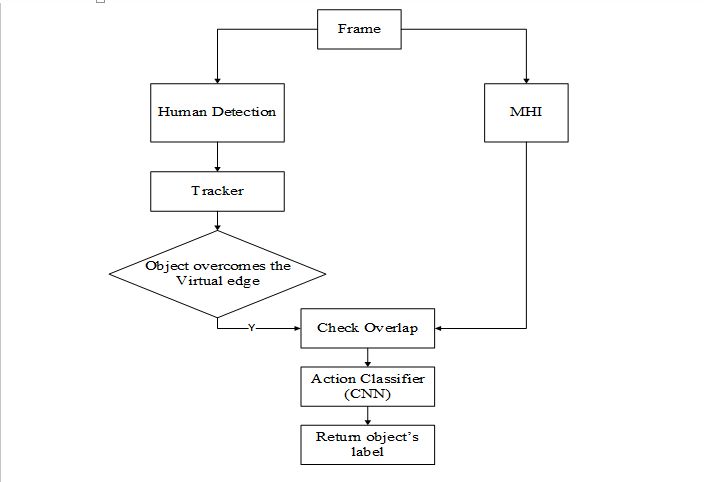 Frame
Human Detection
MHI
Tracker
Object overcomes the
Virtual edge
Y
Check Overlap
Action Classifier
(CNN)
Return object's
label